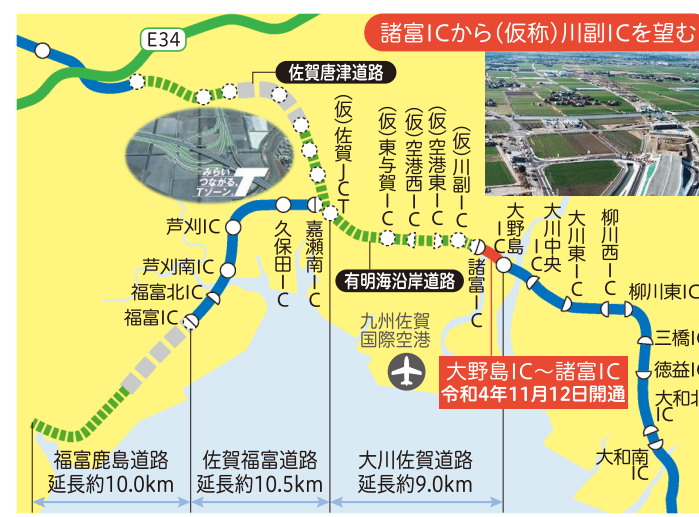 諸富ICから（仮称）川副ICを望む
E34
佐賀唐津道路
みらい
つながる、
Tゾーン。
T
（仮）佐賀JCT
（仮）東与賀IC
（仮）空港西IC
（仮）空港東IC
（仮）川副IC
諸富IC
大野島IC
大川中央IC
大川東IC
柳川西IC
柳川東IC
三橋IC
徳益IC
大和北
IC
大和南
IC
芦刈IC
芦刈南IC
福富北IC
福富IC
久保田IC
嘉瀬南IC
有明海沿岸道路
九州佐賀
国際空港
大野島IC～諸富IC
令和4年11月12日開通
福富鹿島道路
延長約10.0km
佐賀福富道路
延長約10.5km
大川佐賀道路
延長約9.0km